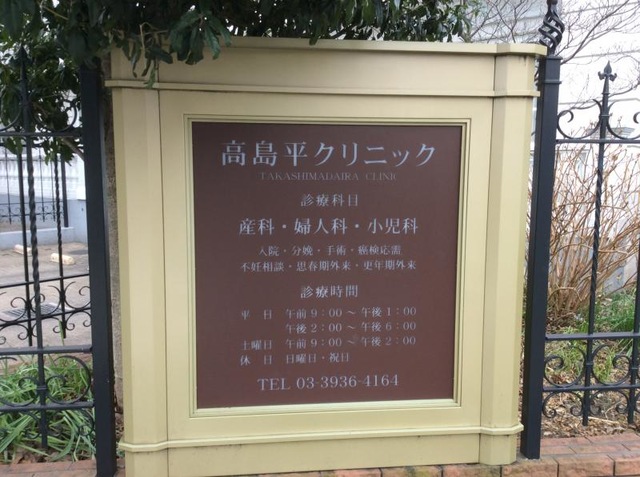 高島平クリニック
TAKASHIMADAIRA CLINIC
診療科目
産科・婦人科・小児科
入院・分娩・手術・癌検応需
不妊相談・思春期外来・更年期外来
診療時間
平 日 午前 9：00 〜 午後 1：00
午後 2：00 〜 午後 6：00
土曜日 午前 9：00 〜 午後 2：00
休 日 日曜日・祝日
TEL 03-3936-4164